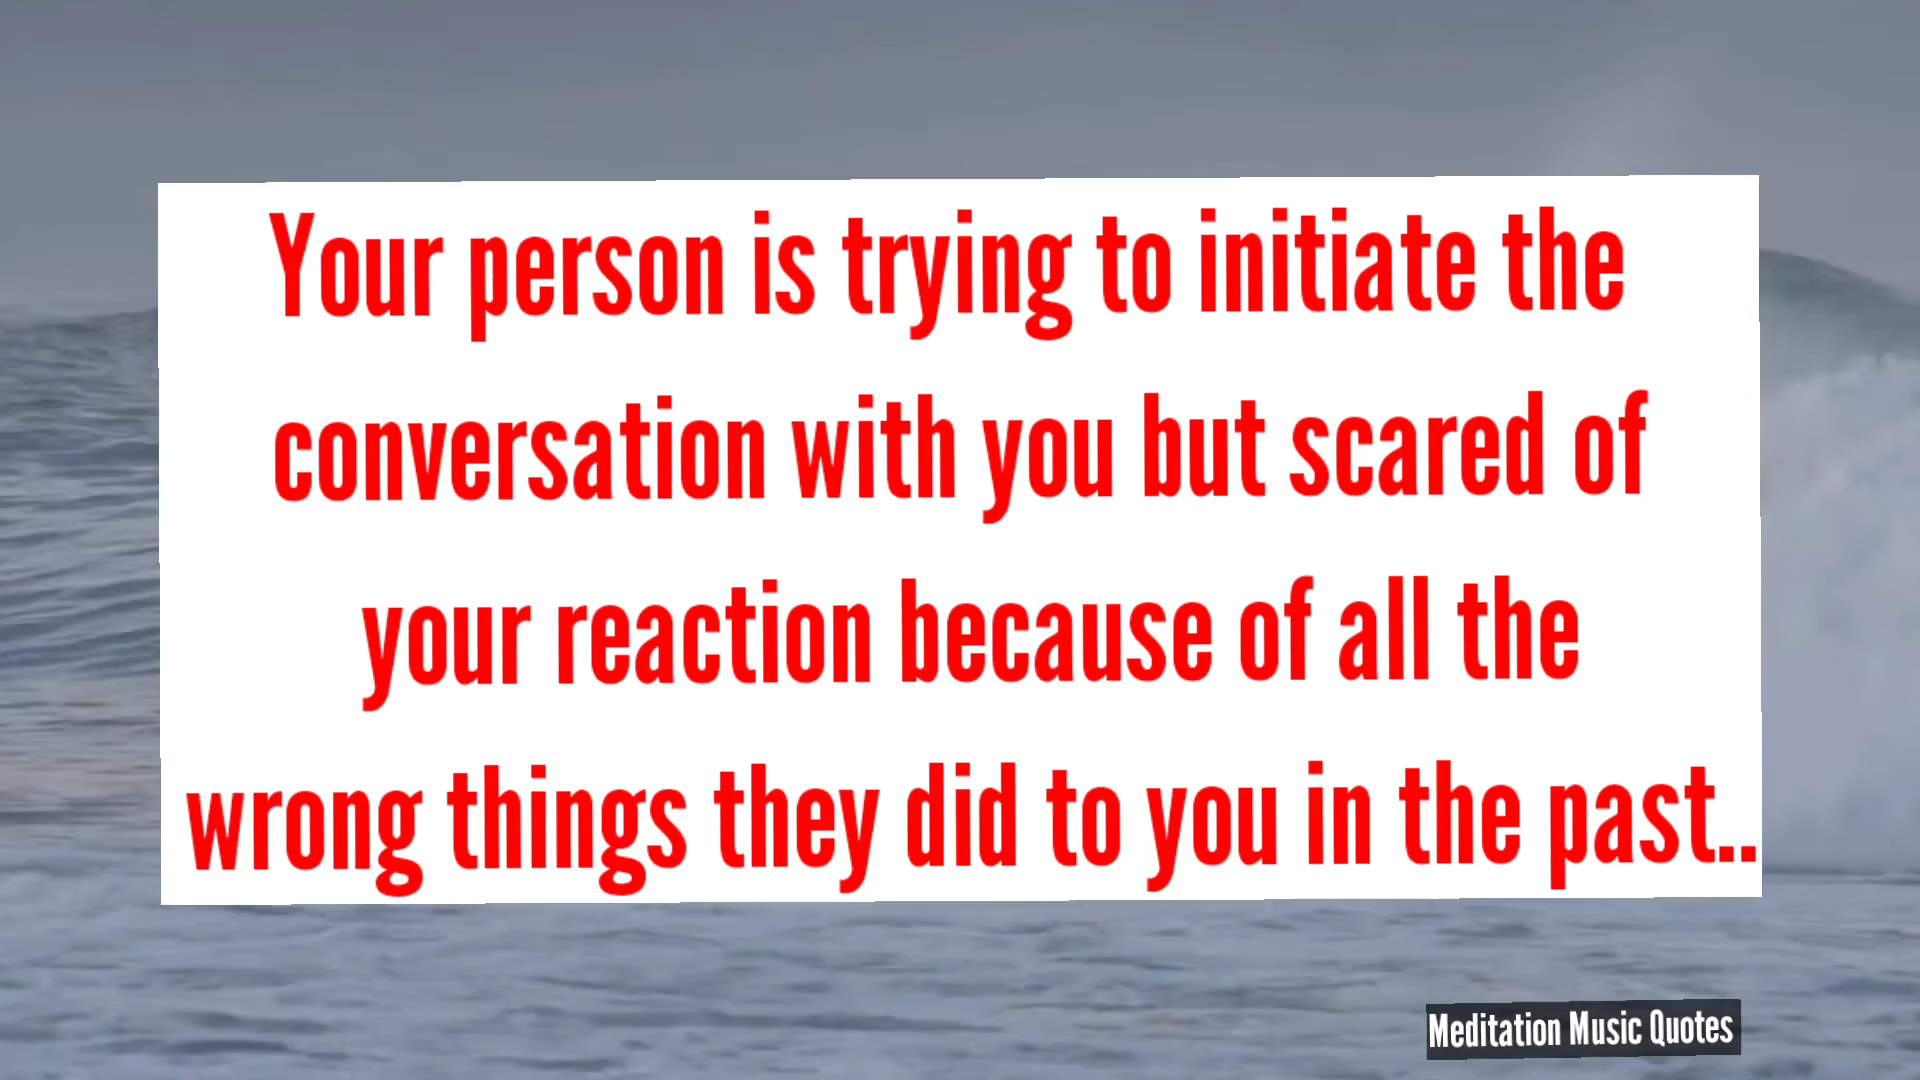 Your person is trying to initiate the
conversation with you but scared of
your reaction because of all the
wrong things they did to you in the past..
Meditation Music Quotes